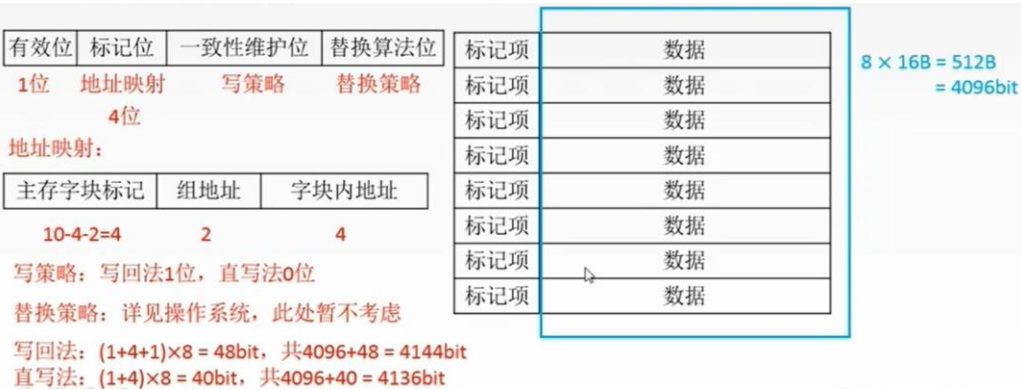 有效位 标记位 一致性维护位 替换算法位
1位 地址映射 写策略 替换策略
4位
地址映射：
主存字块标记 组地址 字块内地址
10-4-2=4 2 4
写策略：写回法1位，直写法0位
替换策略：详见操作系统，此处暂不考虑
写回法：(1+4+1)×8 = 48bit，共4096+48 = 4144bit
直写法：(1+4)×8 = 40bit，共4096+40 = 4136bit
标记项 数据
标记项 数据
标记项 数据
标记项 数据
标记项 数据
标记项 数据
标记项 数据
标记项 数据
8 × 16B = 512B
= 4096bit